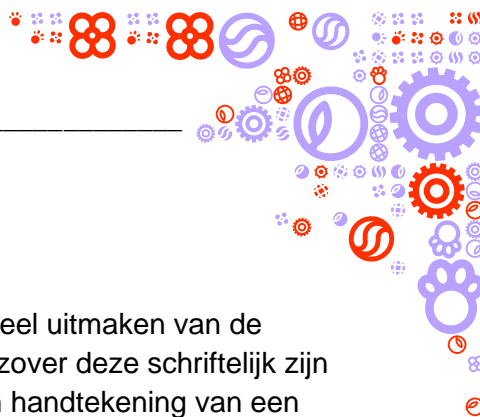 eel uitmaken van de
zover deze schriftelijk zijn
handtekening van een